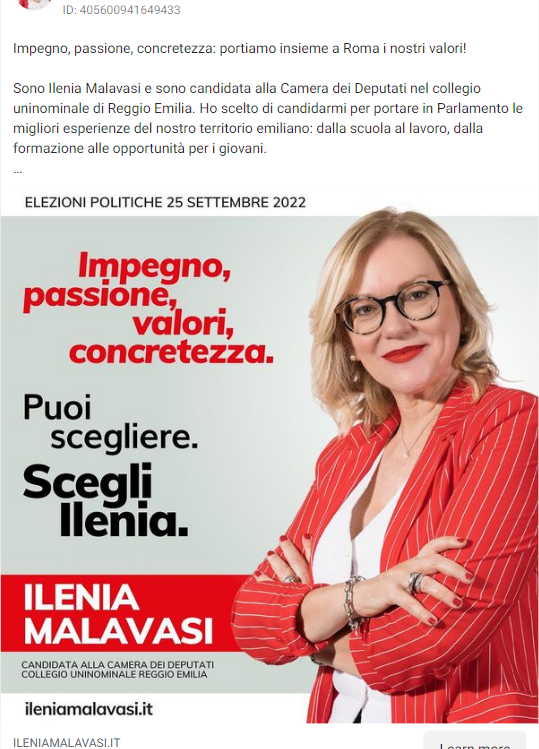 ID: 405600941649433
Impegno, passione, concretezza: portiamo insieme a Roma i nostri valori!
Sono Ilenia Malavasi e sono candidata alla Camera dei Deputati nel collegio
uninominale di Reggio Emilia. Ho scelto di candidarmi per portare in Parlamento le
migliori esperienze del nostro territorio emiliano: dalla scuola al lavoro, dalla
formazione alle opportunità per i giovani.
...
ELEZIONI POLITICHE 25 SETTEMBRE 2022
Impegno,
passione,
valori,
concretezza.
Puoi
scegliere.
Scegli
Ilenia.
ILENIA
MALAVASI
CANDIDATA ALLA CAMERA DEI DEPUTATI
COLLEGIO UNINOMINALE REGGIO EMILIA
ileniamalavasi.it
ILENIAMALAVASI.IT
Learn more